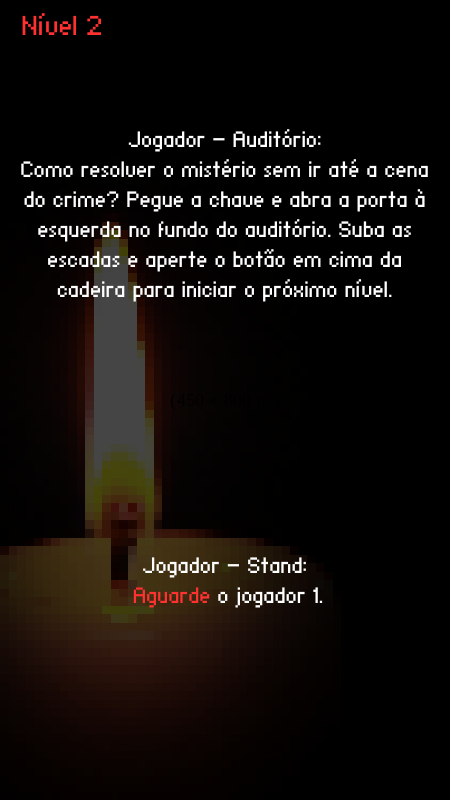 Nível 2
Jogador - Auditório:
Como resolver o mistério sem ir até a cena
do crime? Pegue a chave e abra a porta à
esquerda no fundo do auditório. Suba as
escadas e aperte o botão em cima da
cadeira para iniciar o próximo nível.
Jogador - Stand:
Aguarde o jogador 1.